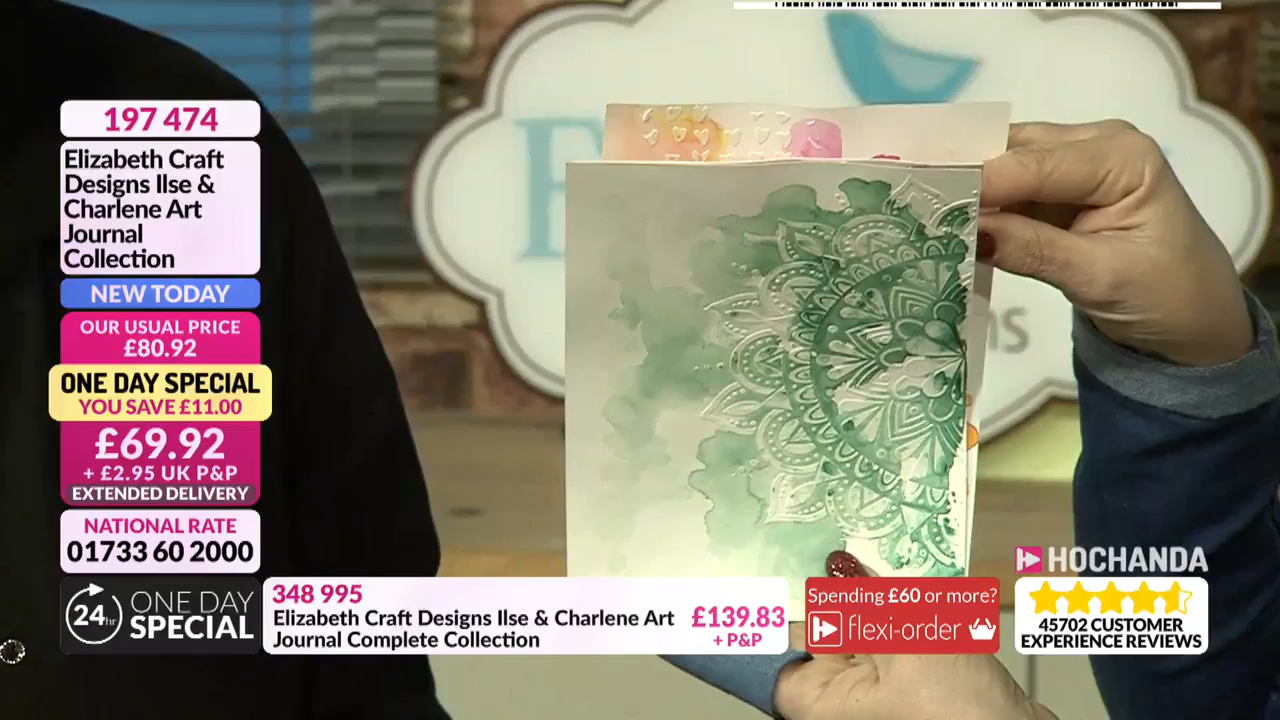 197 474
Elizabeth Craft
Designs Ilse &
Charlene Art
Journal
Collection
NEW TODAY
OUR USUAL PRICE
£80.92
ONE DAY SPECIAL
YOU SAVE £11.00
£69.92
+ £2.95 UK P&P
EXTENDED DELIVERY
NATIONAL RATE
01733 60 2000
24hr
ONE DAY
SPECIAL
348 995
Elizabeth Craft Designs Ilse & Charlene Art
Journal Complete Collection
£139.83
+ P&P
Spending £60 or more?
flexi-order
HOCHANDA
45702 CUSTOMER
EXPERIENCE REVIEWS